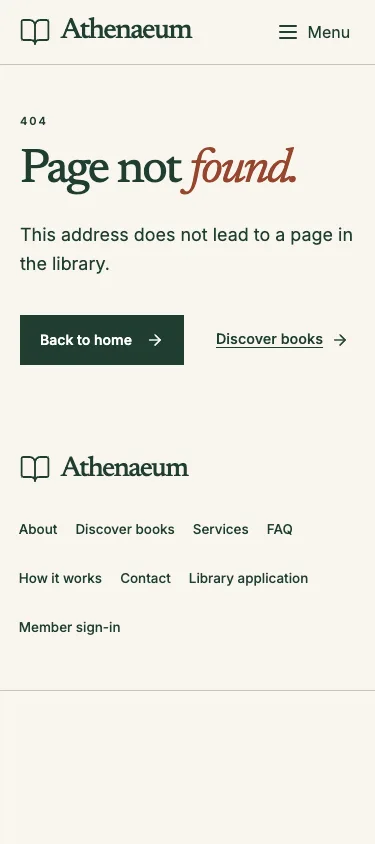 Athenaeum
Menu
404
Page not found.
This address does not lead to a page in
the library.
Back to home →
Discover books →
Athenaeum
About Discover books Services FAQ
How it works Contact Library application
Member sign-in